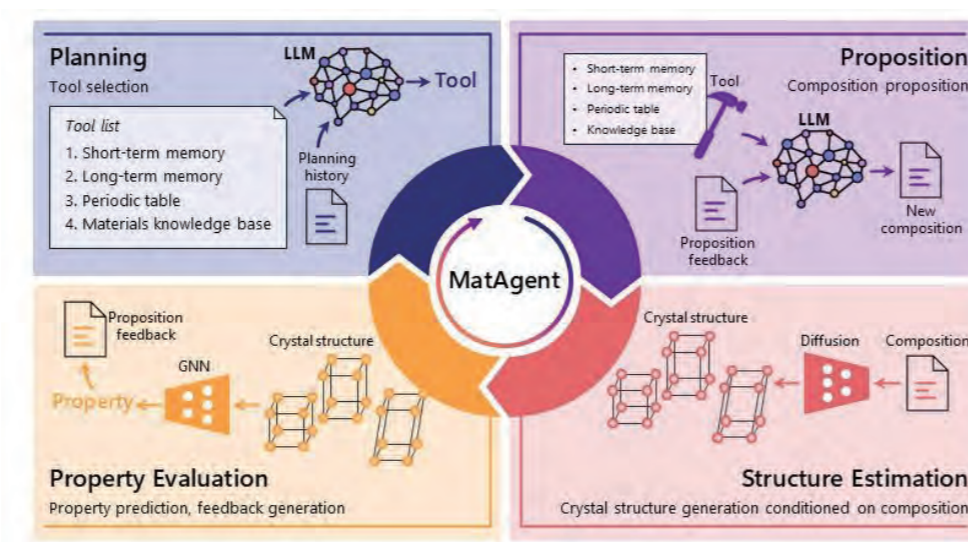 Planning
Tool selection
Tool list
1. Short-term memory
2. Long-term memory
3. Periodic table
4. Materials knowledge base
LLM
Tool
Planning
history
Proposition
Composition proposition
• Short-term memory
• Long-term memory
• Periodic table
• Knowledge base
Tool
LLM
Proposition
feedback
New
composition
MatAgent
Proposition
feedback
Property
GNN
Crystal structure
Property Evaluation
Property prediction, feedback generation
Crystal structure
Diffusion
Composition
Structure Estimation
Crystal structure generation conditioned on composition